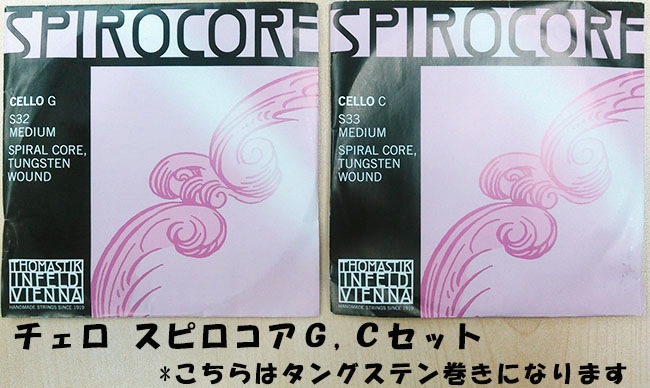 SPIROCORE
CELLO G
S32
MEDIUM
SPIRAL CORE,
TUNGSTEN
WOUND
THOMASTIK
INFELD
VIENNA
HANDMADE STRINGS SINCE 1919
SPIROCORE
CELLO C
S33
MEDIUM
SPIRAL CORE,
TUNGSTEN
WOUND
THOMASTIK
INFELD
VIENNA
HANDMADE STRINGS SINCE 1919
チェロ スピロコアG,Cセット
*こちらはタングステン巻きになります